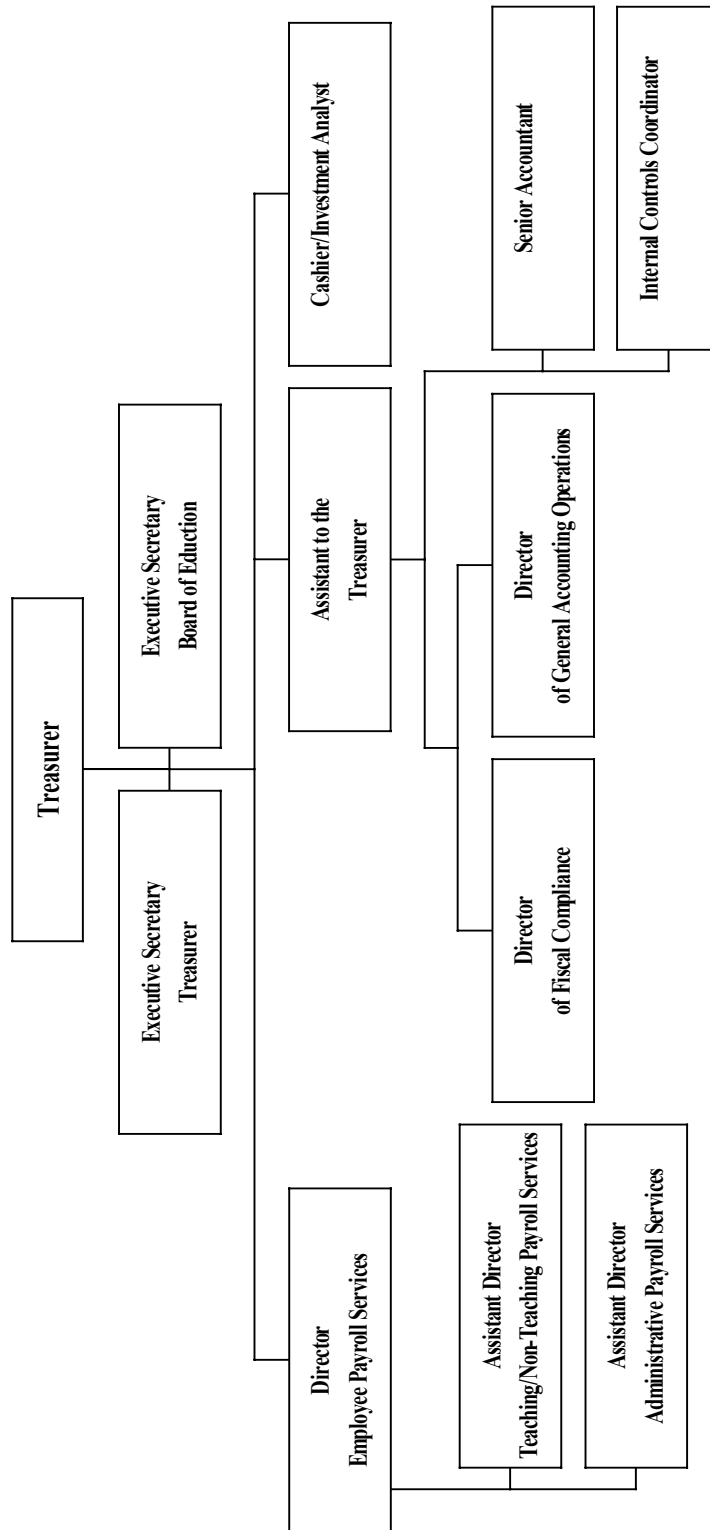 Treasurer
Executive Secretary
Treasurer
Executive Secretary
Board of Eduction
Director
Employee Payroll Services
Assistant to the
Treasurer
Cashier/Investment Analyst
Assistant Director
Teaching/Non-Teaching Payroll Services
Assistant Director
Administrative Payroll Services
Director
of Fiscal Compliance
Director
of General Accounting Operations
Senior Accountant
Internal Controls Coordinator